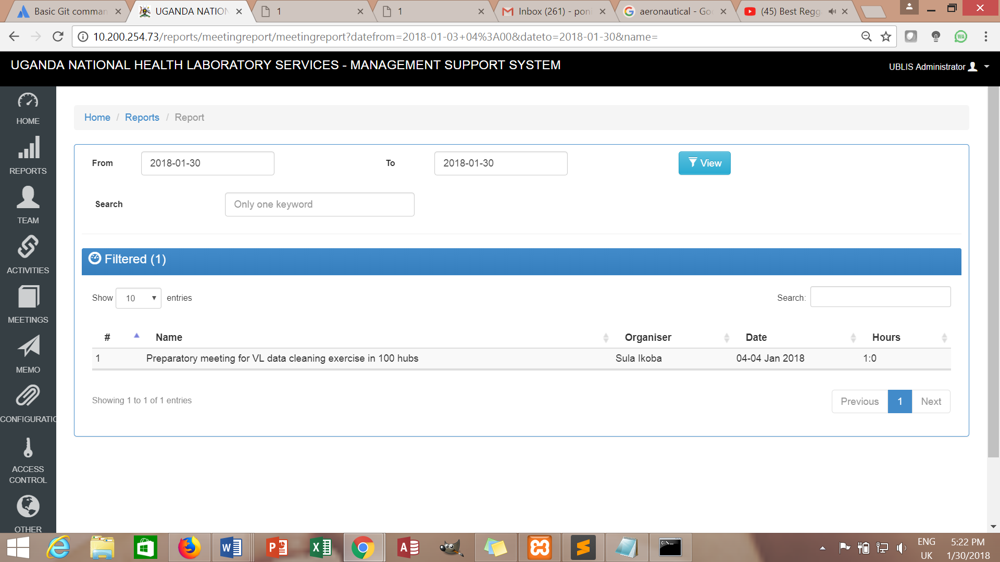 Basic Git comman
UGANDA NATION
1
1
Inbox (261) - pon
aeronautical - Goo
(45) Best Regg
10.200.254.73/reports/meetingreport/meetingreport?datefrom=2018-01-03+04%3A00&dateto=2018-01-30&name=
UGANDA NATIONAL HEALTH LABORATORY SERVICES - MANAGEMENT SUPPORT SYSTEM
UBLIS Administrator
HOME
REPORTS
TEAM
ACTIVITIES
MEETINGS
MEMO
CONFIGURATIO
ACCESS
CONTROL
OTHER
Home / Reports / Report
From 2018-01-30 To 2018-01-30 View
Search Only one keyword
Filtered (1)
Show 10 entries Search:
# Name Organiser Date Hours
1 Preparatory meeting for VL data cleaning exercise in 100 hubs Sula Ikoba 04-04 Jan 2018 1:0
Showing 1 to 1 of 1 entries
Previous 1 Next
ENG
UK
5:22 PM
1/30/2018